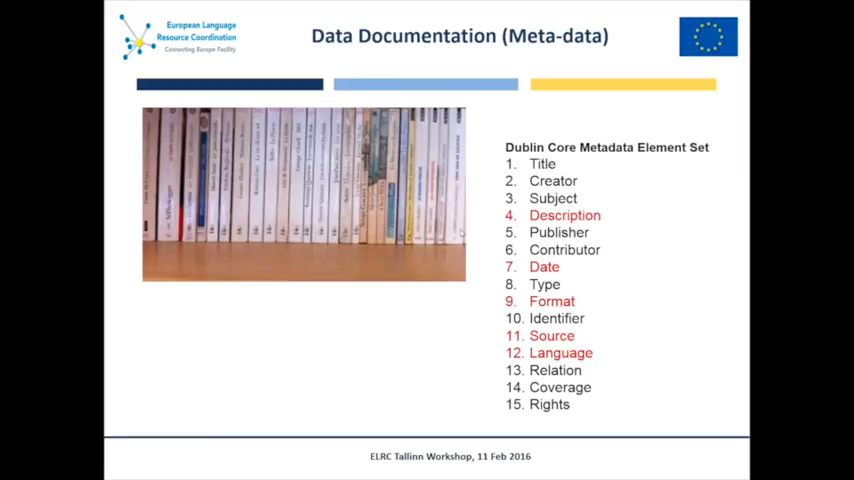 European Language
Resource Coordination
Connecting Europe Facility
Data Documentation (Meta-data)
Dublin Core Metadata Element Set
1. Title
2. Creator
3. Subject
4. Description
5. Publisher
6. Contributor
7. Date
8. Type
9. Format
10. Identifier
11. Source
12. Language
13. Relation
14. Coverage
15. Rights
ELRC Tallinn Workshop, 11 Feb 2016